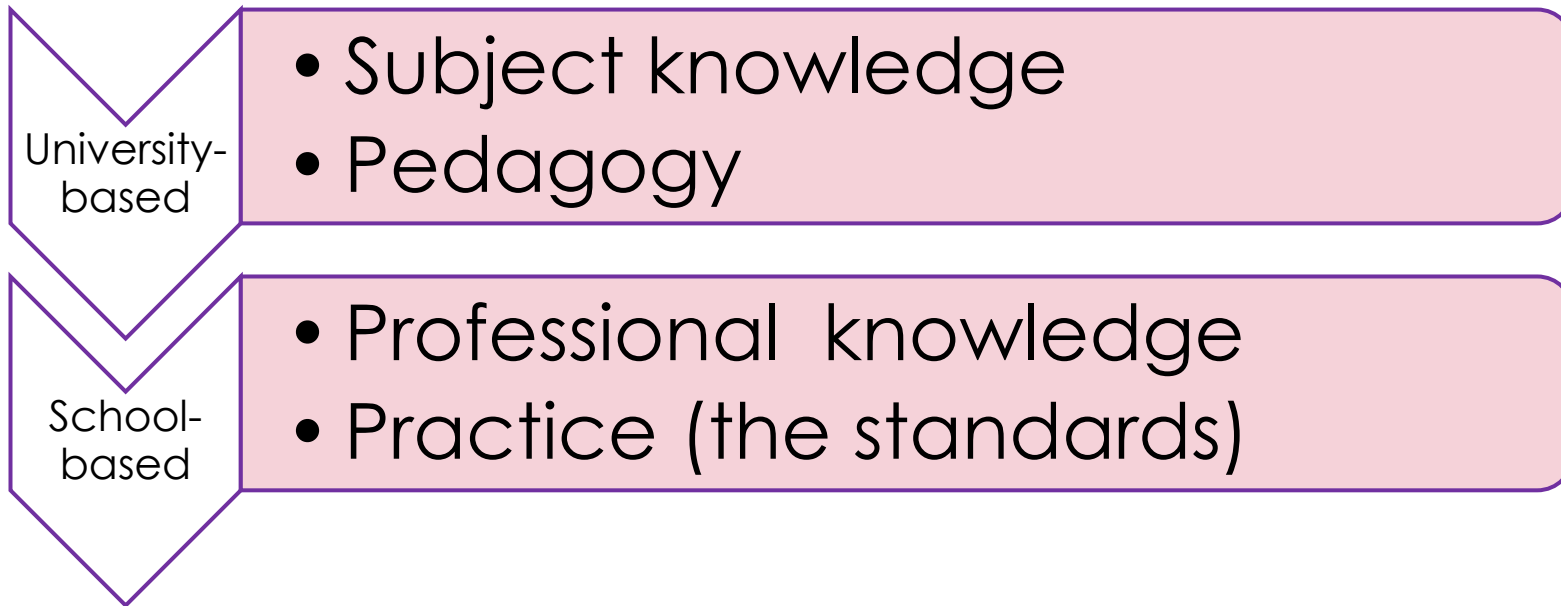 University-
based
• Subject knowledge
• Pedagogy
School-
based
• Professional  knowledge
• Practice (the standards)